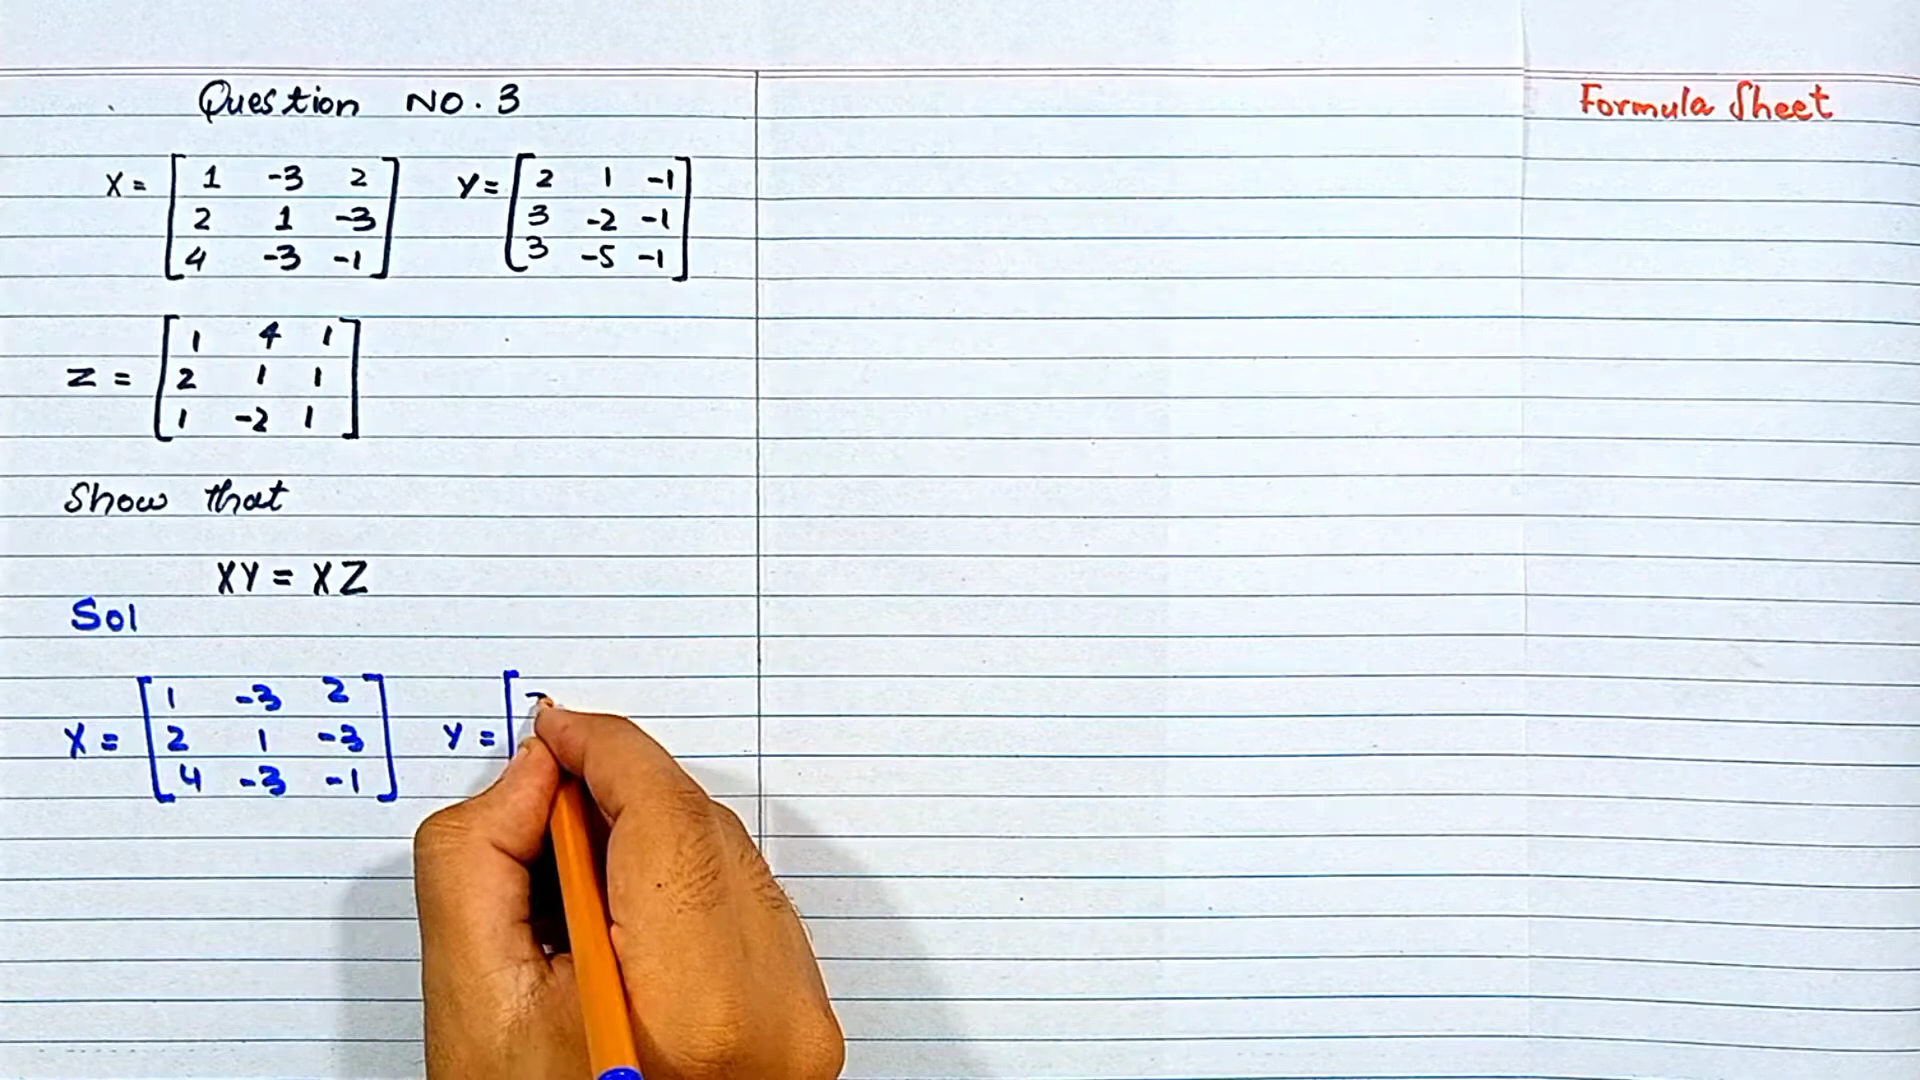 Question NO. 3
X = [ 1 -3 2
2 1 -3
4 -3 -1 ]
Y = [ 2 1 -1
3 -2 -1
3 -5 -1 ]
Z = [ 1 4 1
2 1 1
1 -2 1 ]
Show that
XY = XZ
Sol
X = [ 1 -3 2
2 1 -3
4 -3 -1 ]
Y = [
Formula Sheet